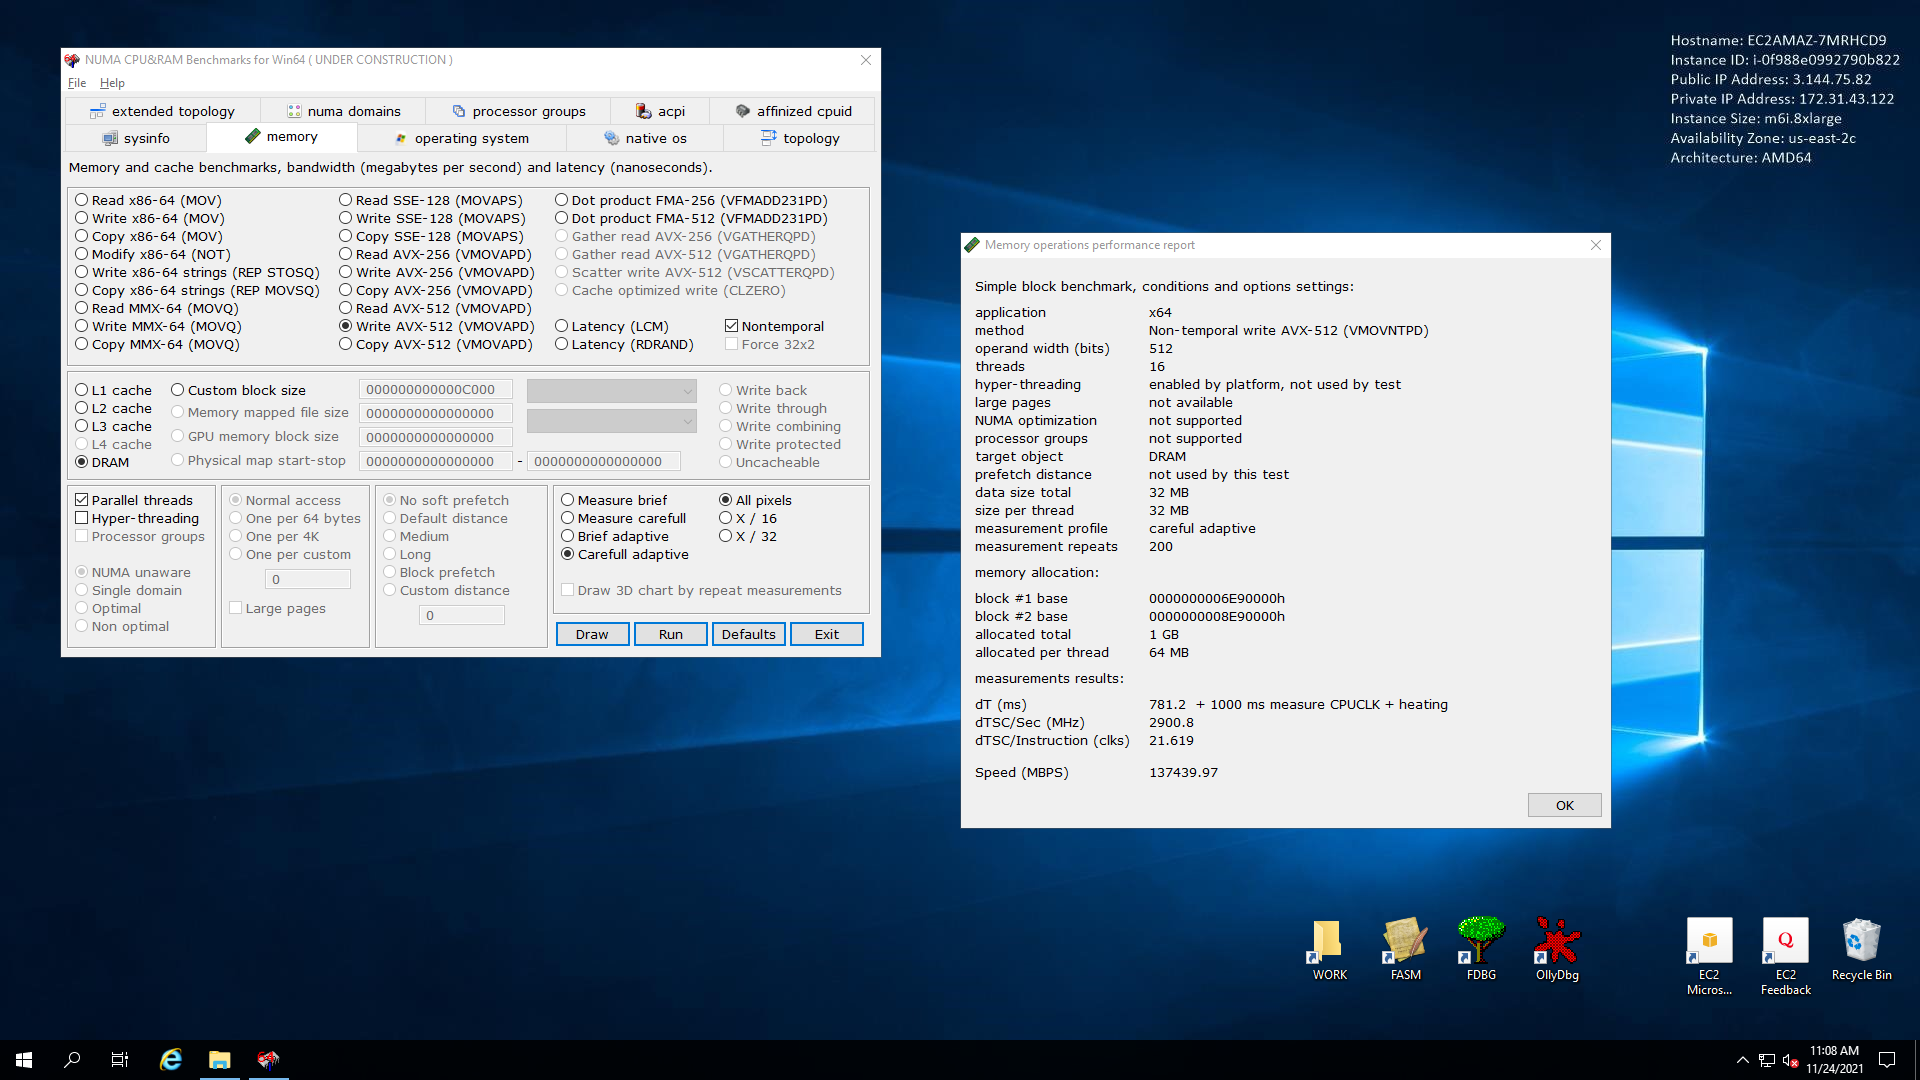 Hostname: EC2AMAZ-7MRHCD9
Instance ID: i-0f988e0992790b822
Public IP Address: 3.144.75.82
Private IP Address: 172.31.43.122
Instance Size: m6i.8xlarge
Availability Zone: us-east-2c
Architecture: AMD64
NUMA CPU&RAM Benchmarks for Win64 ( UNDER CONSTRUCTION )
File Help
extended topology numa domains processor groups acpi affinized cpuid
sysinfo memory operating system native os topology
Memory and cache benchmarks, bandwidth (megabytes per second) and latency (nanoseconds).
Read x86-64 (MOV) Read SSE-128 (MOVAPS) Dot product FMA-256 (VFMADD231PD)
Write x86-64 (MOV) Write SSE-128 (MOVAPS) Dot product FMA-512 (VFMADD231PD)
Copy x86-64 (MOV) Copy SSE-128 (MOVAPS) Gather read AVX-256 (VGATHERQPD)
Modify x86-64 (NOT) Read AVX-256 (VMOVAPD) Gather read AVX-512 (VGATHERQPD)
Write x86-64 strings (REP STOSQ) Write AVX-256 (VMOVAPD) Scatter write AVX-512 (VSCATTERQPD)
Copy x86-64 strings (REP MOVSQ) Copy AVX-256 (VMOVAPD) Cache optimized write (CLZERO)
Read MMX-64 (MOVQ) Read AVX-512 (VMOVAPD)
Write MMX-64 (MOVQ) Write AVX-512 (VMOVAPD) Latency (LCM) Nontemporal
Copy MMX-64 (MOVQ) Copy AVX-512 (VMOVAPD) Latency (RDRAND) Force 32x2
L1 cache Custom block size 000000000000C000 Write back
L2 cache Memory mapped file size 0000000000000000 Write through
L3 cache GPU memory block size 0000000000000000 Write combining
L4 cache Write protected
DRAM Physical map start-stop 0000000000000000 - 0000000000000000 Uncacheable
Parallel threads Normal access No soft prefetch Measure brief All pixels
Hyper-threading One per 64 bytes Default distance Measure carefull X / 16
Processor groups One per 4K Medium Brief adaptive X / 32
One per custom Long Carefull adaptive
NUMA unaware 0 Block prefetch
Single domain Custom distance Draw 3D chart by repeat measurements
Optimal Large pages 0
Non optimal
Draw Run Defaults Exit
Memory operations performance report
Simple block benchmark, conditions and options settings:
application x64
method Non-temporal write AVX-512 (VMOVNTPD)
operand width (bits) 512
threads 16
hyper-threading enabled by platform, not used by test
large pages not available
NUMA optimization not supported
processor groups not supported
target object DRAM
prefetch distance not used by this test
data size total 32 MB
size per thread 32 MB
measurement profile careful adaptive
measurement repeats 200
memory allocation:
block #1 base 0000000006E90000h
block #2 base 0000000008E90000h
allocated total 1 GB
allocated per thread 64 MB
measurements results:
dT (ms) 781.2 + 1000 ms measure CPUCLK + heating
dTSC/Sec (MHz) 2900.8
dTSC/Instruction (clks) 21.619
Speed (MBPS) 137439.97
OK
WORK FASM FDBG OllyDbg EC2 Micros... EC2 Feedback Recycle Bin
11:08 AM
11/24/2021